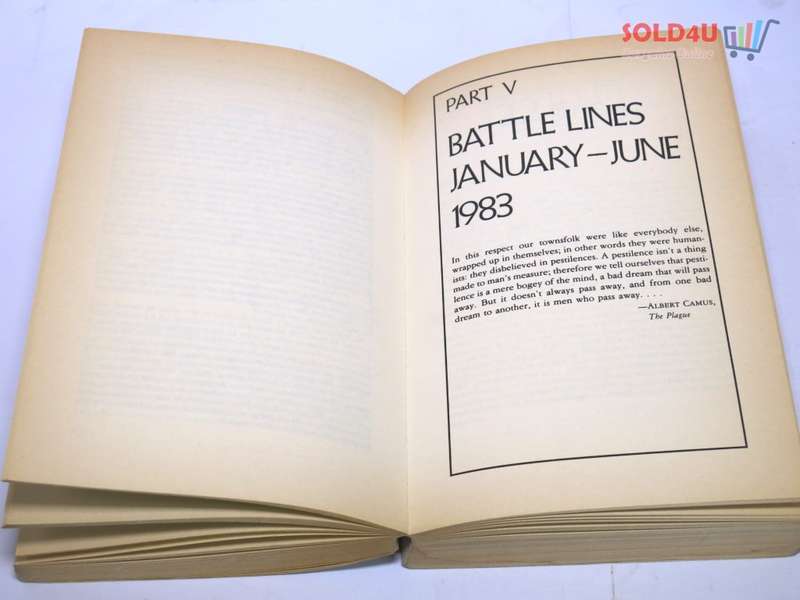 SOLD4U
PART V
BATTLE LINES
JANUARY–JUNE
1983
In this respect our townsfolk were like everybody else,
wrapped up in themselves; in other words they were human-
ists: they disbelieved in pestilences. A pestilence isn't a thing
made to man's measure; therefore we tell ourselves that pesti-
lence is a mere bogey of the mind, a bad dream that will pass
away. But it doesn't always pass away, and from one bad
dream to another, it is men who pass away. . . .
—ALBERT CAMUS,
The Plague